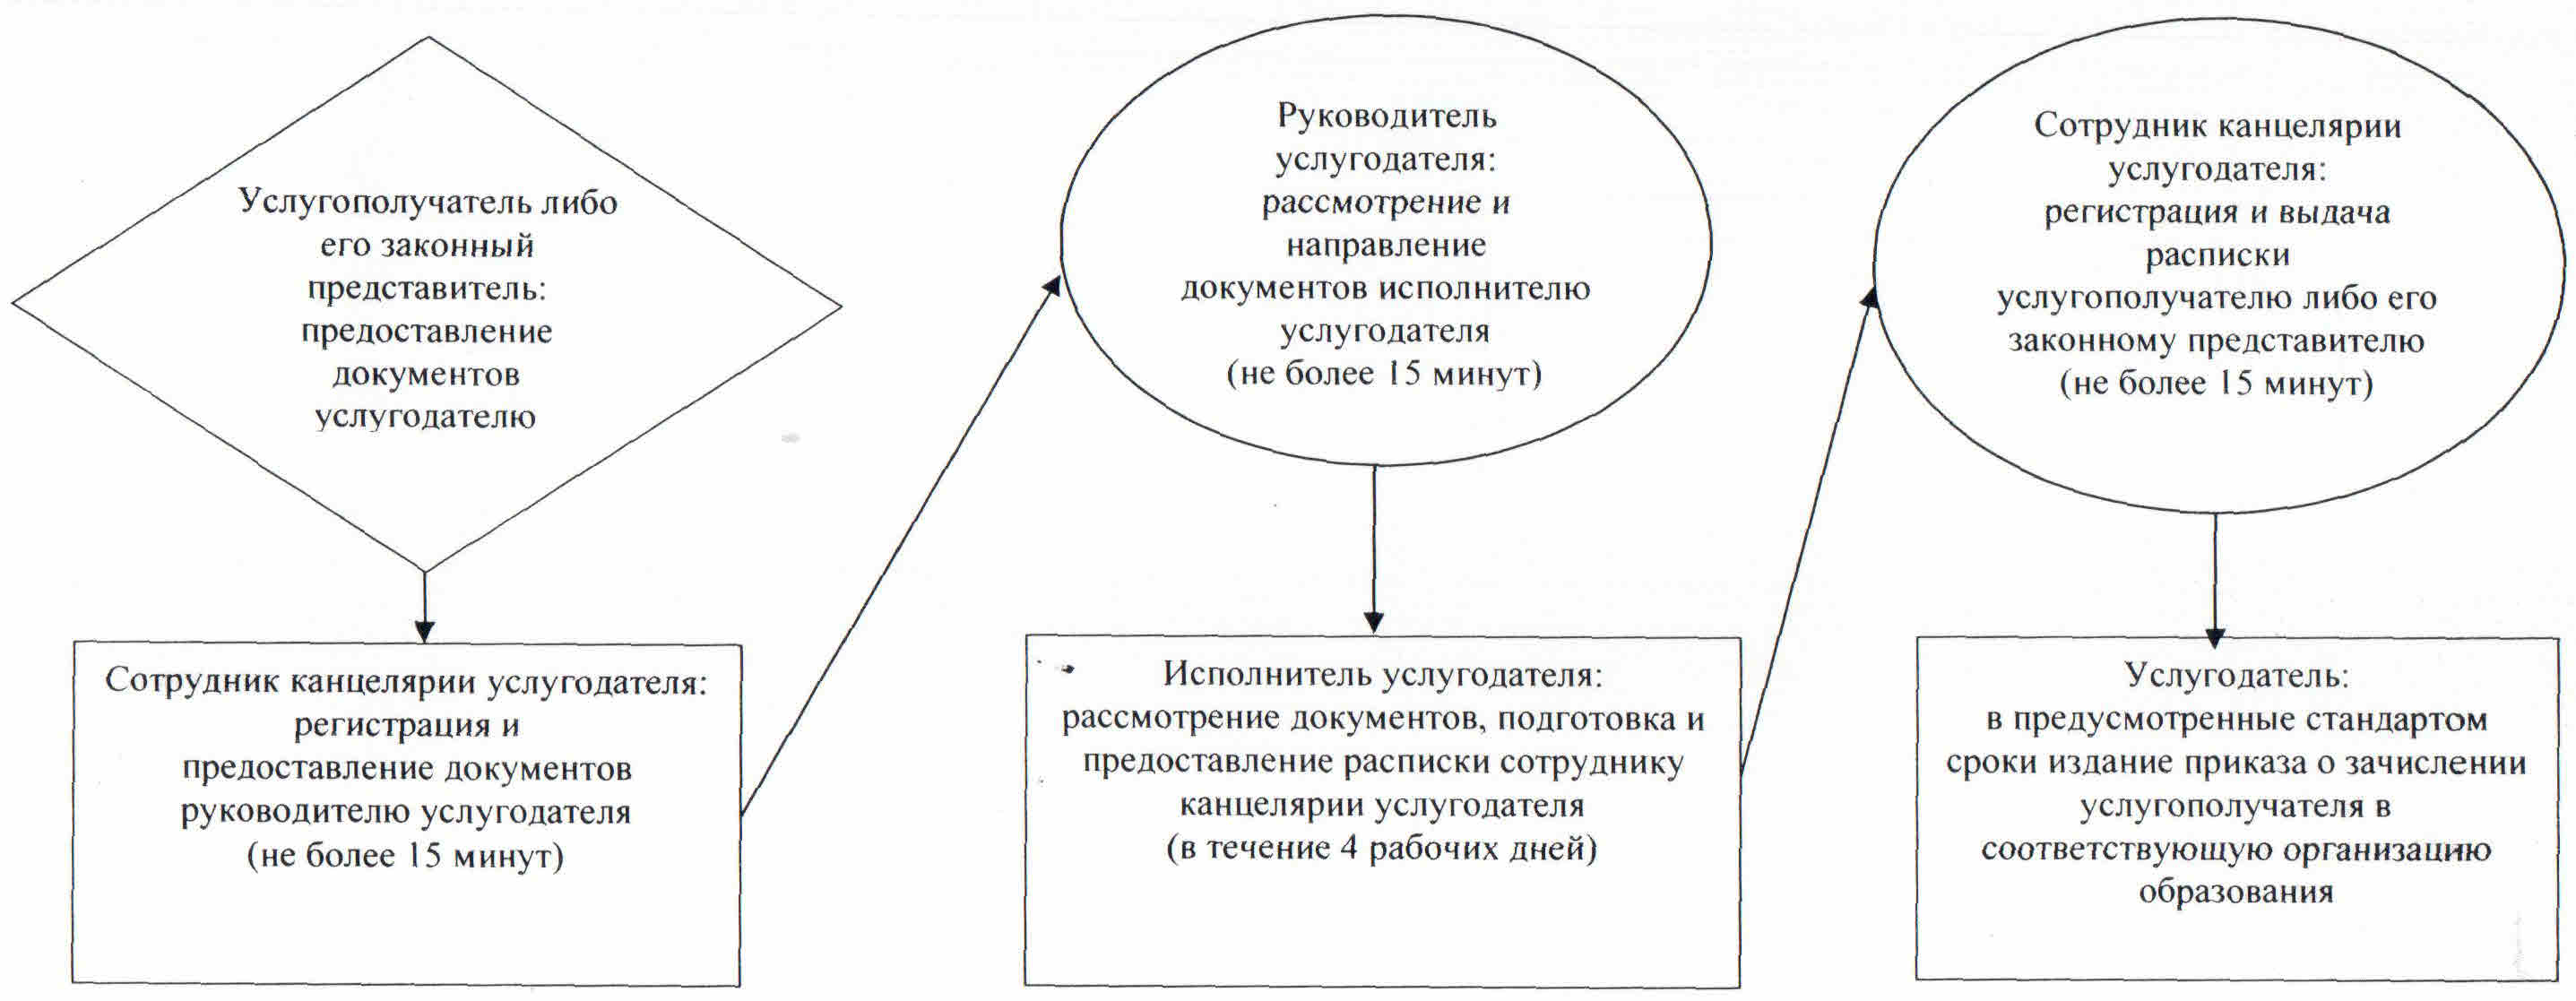 Услугополучатель либо
его законный
представитель:
предоставление
документов
услугодателю
Сотрудник канцелярии услугодателя:
регистрация и
предоставление документов
руководителю услугодателя
(не более 15 минут)
Руководитель
услугодателя:
рассмотрение и
направление
документов исполнителю
услугодателя
(не более 15 минут)
Исполнитель услугодателя:
рассмотрение документов, подготовка и
предоставление расписки сотруднику
канцелярии услугодателя
(в течение 4 рабочих дней)
Сотрудник канцелярии
услугодателя:
регистрация и выдача
расписки
услугополучателю либо его
законному представителю
(не более 15 минут)
Услугодатель:
в предусмотренные стандартом
сроки издание приказа о зачислении
услугополучателя в
соответствующую организацию
образования